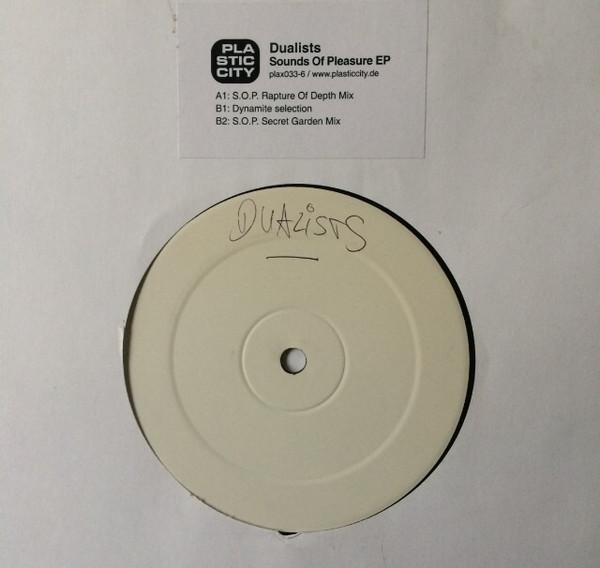 PLA
STIC
CITY
Dualists
Sounds Of Pleasure EP
plax033-6 / www.plasticcity.de
A1: S.O.P. Rapture Of Depth Mix
B1: Dynamite selection
B2: S.O.P. Secret Garden Mix
DUALiSTS